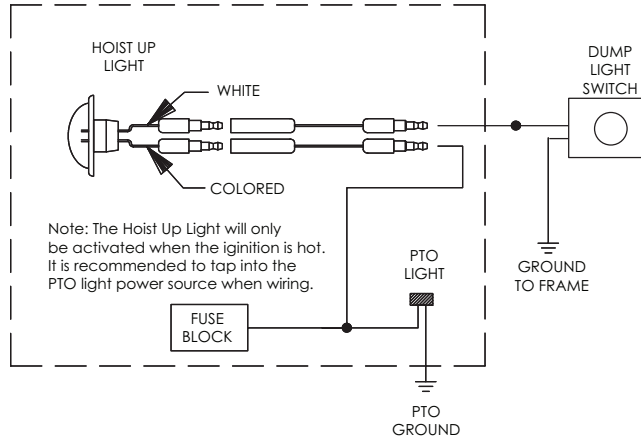 HOIST UP
LIGHT
WHITE
COLORED
DUMP
LIGHT
SWITCH
GROUND
TO FRAME
Note: The Hoist Up Light will only
be activated when the iginition is hot.
It is recommended to tap into the
PTO light power source when wiring.
PTO
LIGHT
FUSE
BLOCK
PTO
GROUND